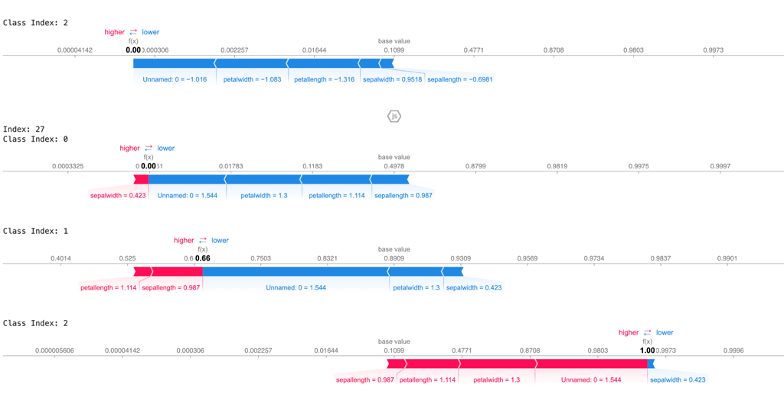 Class Index: 2
higher lower
f(x) base value
0.00004142 0.00 0.000306 0.002257 0.01644 0.1099 0.4771 0.8708 0.9803 0.9973
Unnamed: 0 = −1.016 petalwidth = −1.083 petallength = −1.316 sepalwidth = 0.9518 sepallength = −0.6981
js
Index: 27
Class Index: 0
higher lower
f(x) base value
0.0003325 0.00 0.01783 0.1183 0.4978 0.8799 0.9819 0.9975 0.9997
sepalwidth = 0.423 Unnamed: 0 = 1.544 petalwidth = 1.3 petallength = 1.114 sepallength = 0.987
Class Index: 1
higher lower
f(x) base value
0.4014 0.525 0.66 0.7503 0.8321 0.8909 0.9309 0.9569 0.9734 0.9837 0.9901
petallength = 1.114 sepallength = 0.987 Unnamed: 0 = 1.544 petalwidth = 1.3 sepalwidth = 0.423
Class Index: 2
higher lower
base value f(x)
0.000005606 0.00004142 0.000306 0.002257 0.01644 0.1099 0.4771 0.8708 0.9803 1.00 0.9973 0.9996
sepallength = 0.987 petallength = 1.114 petalwidth = 1.3 Unnamed: 0 = 1.544 sepalwidth = 0.423